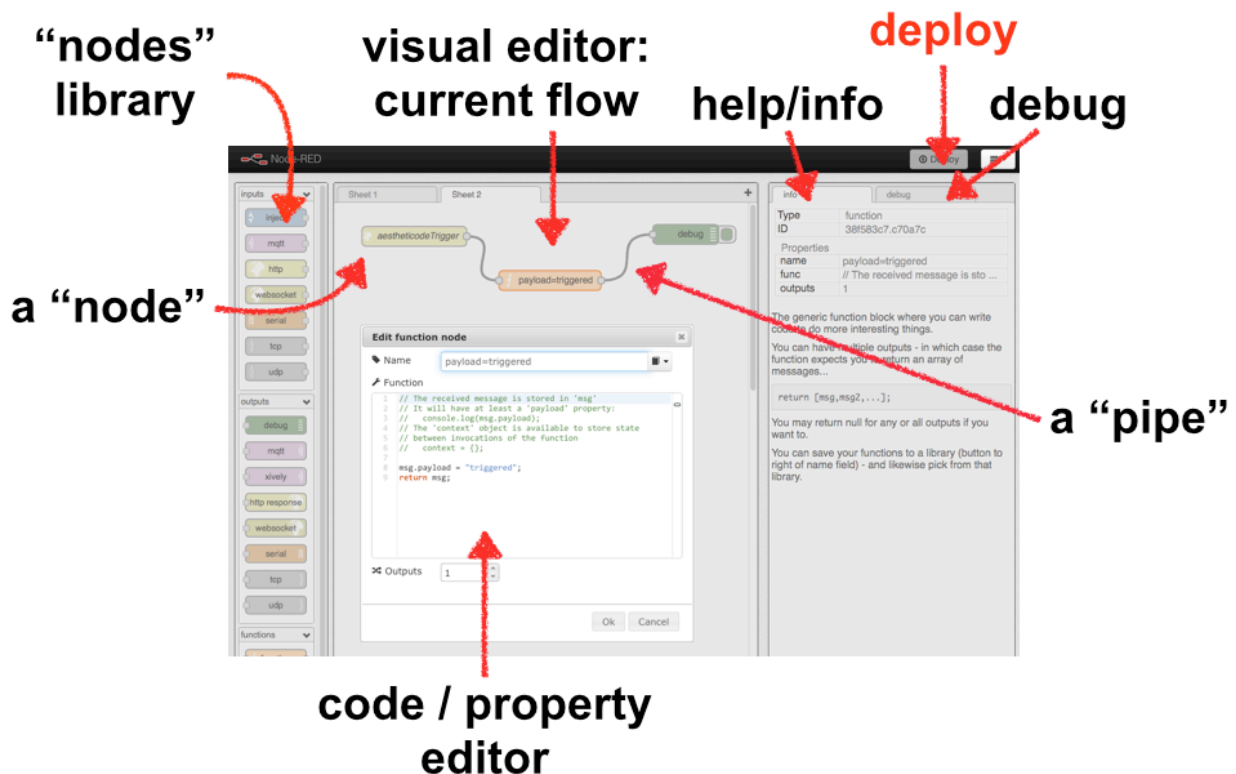 “nodes”
library
visual editor:
current flow
deploy
help/info
debug
a “node”
a “pipe”
code / property
editor
Node-RED
Deploy
inputs
inject
mqtt
http
websocket
serial
tcp
udp
outputs
debug
mqtt
xively
http response
websocket
serial
tcp
udp
functions
Sheet 1
Sheet 2
+
aestheticodeTrigger
payload=triggered
debug
Edit function node
Name
payload=triggered
Function
1 // The received message is stored in 'msg'
2 // It will have at least a 'payload' property:
3 //   console.log(msg.payload);
4 // The 'context' object is available to store state
5 // between invocations of the function
6 //   context = {};
7
8 msg.payload = "triggered";
9 return msg;
Outputs
1
Ok
Cancel
info
debug
Type function
ID 38f583c7.c70a7c
Properties
name payload=triggered
func // The received message is sto ...
outputs 1
The generic function block where you can write
code to do more interesting things.
You can have multiple outputs - in which case the
function expects you to return an array of
messages...
return [msg,msg2,...];
You may return null for any or all outputs if you
want to.
You can save your functions to a library (button to
right of name field) - and likewise pick from that
library.